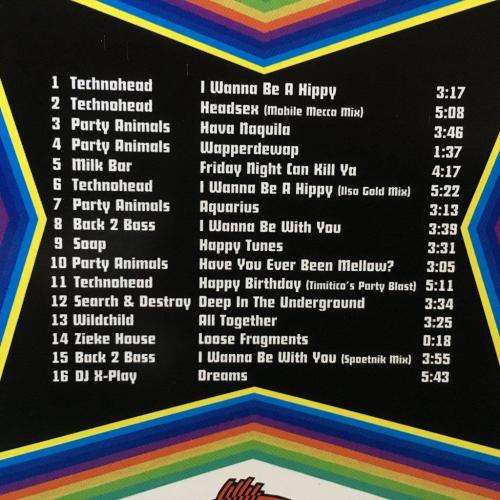 1 Technohead I Wanna Be A Hippy 3:17
2 Technohead Headsex (Mobile Mecca Mix) 5:08
3 Party Animals Hava Naquila 3:46
4 Party Animals Wapperdewap 1:37
5 Milk Bar Friday Night Can Kill Ya 4:17
6 Technohead I Wanna Be A Hippy (Ilsa Gold Mix) 5:22
7 Party Animals Aquarius 3:13
8 Back 2 Bass I Wanna Be With You 3:39
9 Soap Happy Tunes 3:31
10 Party Animals Have You Ever Been Mellow? 3:05
11 Technohead Happy Birthday (Timitico's Party Blast) 5:11
12 Search & Destroy Deep In The Underground 3:34
13 Wildchild All Together 3:25
14 Zieke House Loose Fragments 0:18
15 Back 2 Bass I Wanna Be With You (Spoetnik Mix) 3:55
16 DJ X-Play Dreams 5:43